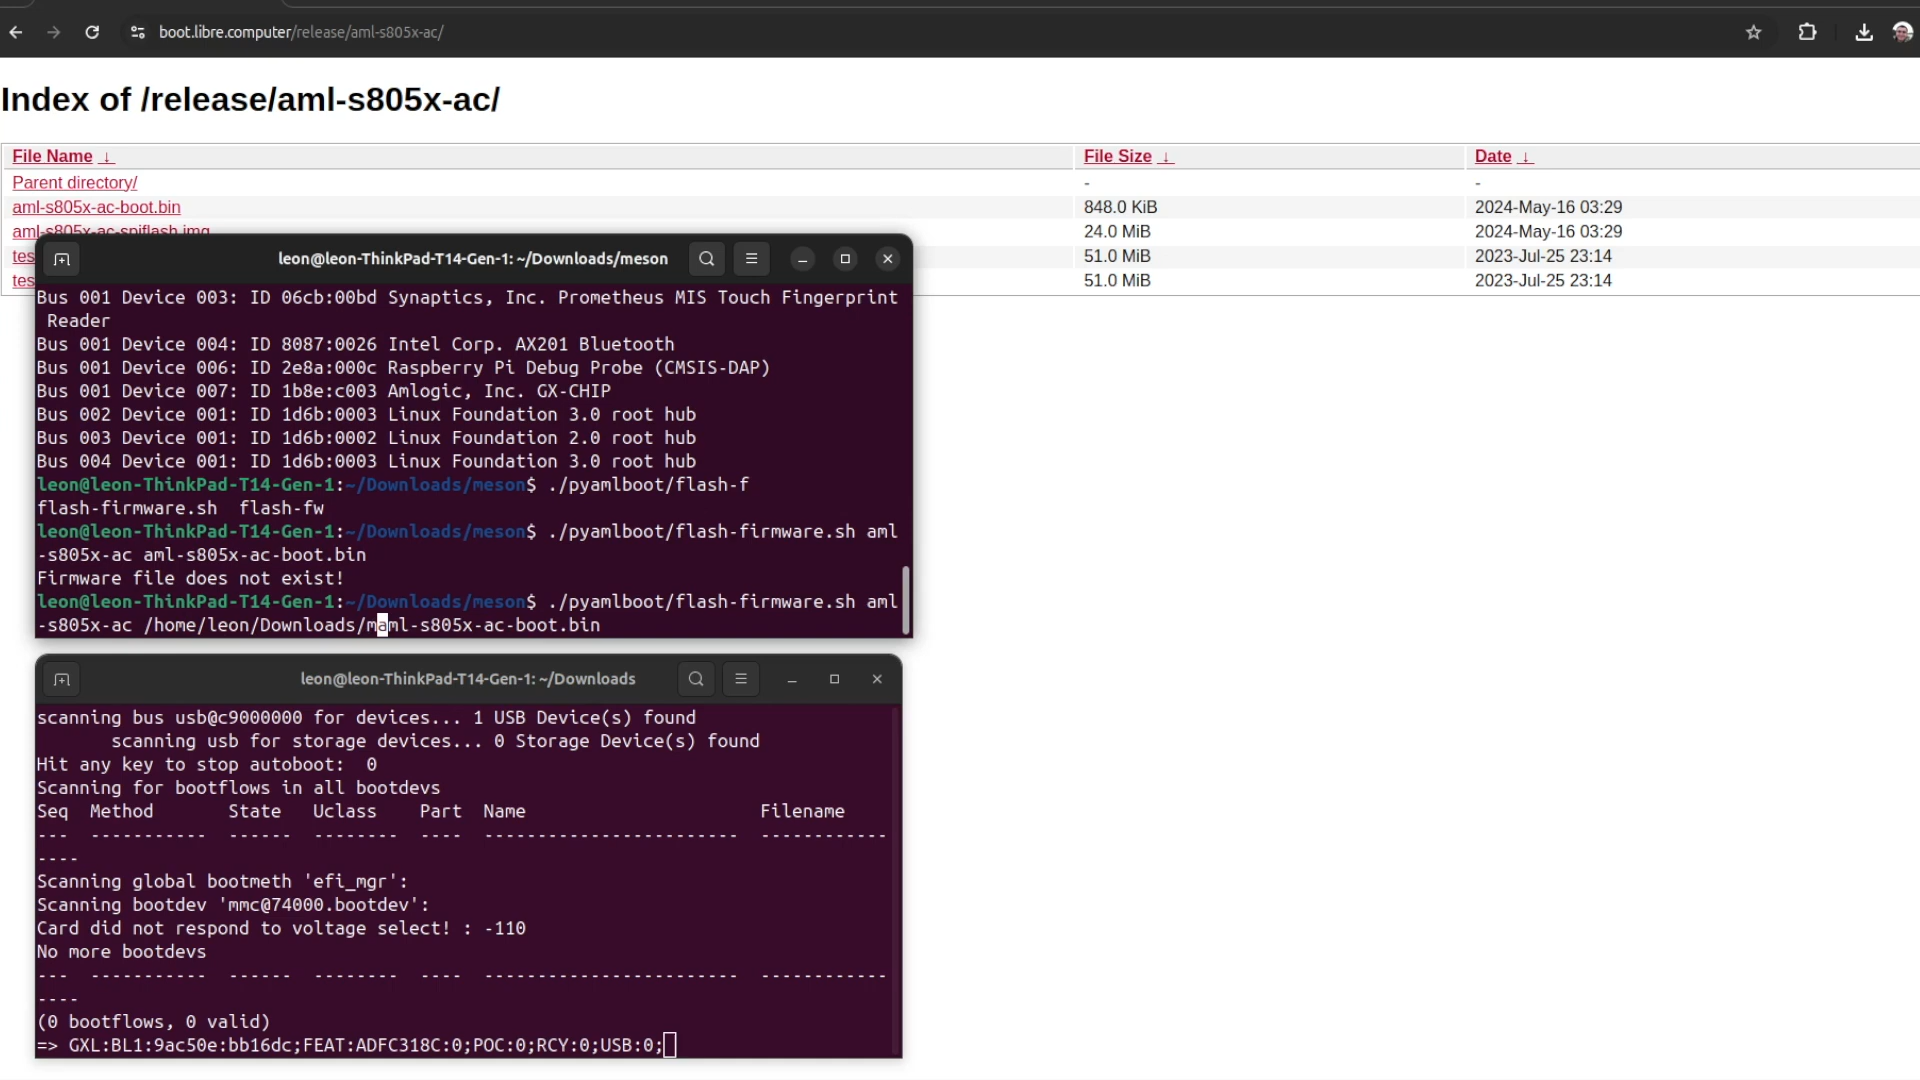 boot.libre.computer/release/aml-s805x-ac/
Index of /release/aml-s805x-ac/
File Name ↓ File Size ↓ Date ↓
Parent directory/ - -
aml-s805x-ac-boot.bin 848.0 KiB 2024-May-16 03:29
aml-s805x-ac-spiflash.img 24.0 MiB 2024-May-16 03:29
tes 51.0 MiB 2023-Jul-25 23:14
tes 51.0 MiB 2023-Jul-25 23:14
leon@leon-ThinkPad-T14-Gen-1: ~/Downloads/meson
Bus 001 Device 003: ID 06cb:00bd Synaptics, Inc. Prometheus MIS Touch Fingerprint
Reader
Bus 001 Device 004: ID 8087:0026 Intel Corp. AX201 Bluetooth
Bus 001 Device 006: ID 2e8a:000c Raspberry Pi Debug Probe (CMSIS-DAP)
Bus 001 Device 007: ID 1b8e:c003 Amlogic, Inc. GX-CHIP
Bus 002 Device 001: ID 1d6b:0003 Linux Foundation 3.0 root hub
Bus 003 Device 001: ID 1d6b:0002 Linux Foundation 2.0 root hub
Bus 004 Device 001: ID 1d6b:0003 Linux Foundation 3.0 root hub
leon@leon-ThinkPad-T14-Gen-1:~/Downloads/meson$ ./pyamlboot/flash-f
flash-firmware.sh flash-fw
leon@leon-ThinkPad-T14-Gen-1:~/Downloads/meson$ ./pyamlboot/flash-firmware.sh aml
-s805x-ac aml-s805x-ac-boot.bin
Firmware file does not exist!
leon@leon-ThinkPad-T14-Gen-1:~/Downloads/meson$ ./pyamlboot/flash-firmware.sh aml
-s805x-ac /home/leon/Downloads/maml-s805x-ac-boot.bin
leon@leon-ThinkPad-T14-Gen-1: ~/Downloads
scanning bus usb@c9000000 for devices... 1 USB Device(s) found
scanning usb for storage devices... 0 Storage Device(s) found
Hit any key to stop autoboot: 0
Scanning for bootflows in all bootdevs
Seq Method State Uclass Part Name Filename
--- ----------- ------ -------- ---- ------------------------ ------------
----
Scanning global bootmeth 'efi_mgr':
Scanning bootdev 'mmc@74000.bootdev':
Card did not respond to voltage select! : -110
No more bootdevs
--- ----------- ------ -------- ---- ------------------------ ------------
----
(0 bootflows, 0 valid)
=> GXL:BL1:9ac50e:bb16dc;FEAT:ADFC318C:0;POC:0;RCY:0;USB:0;